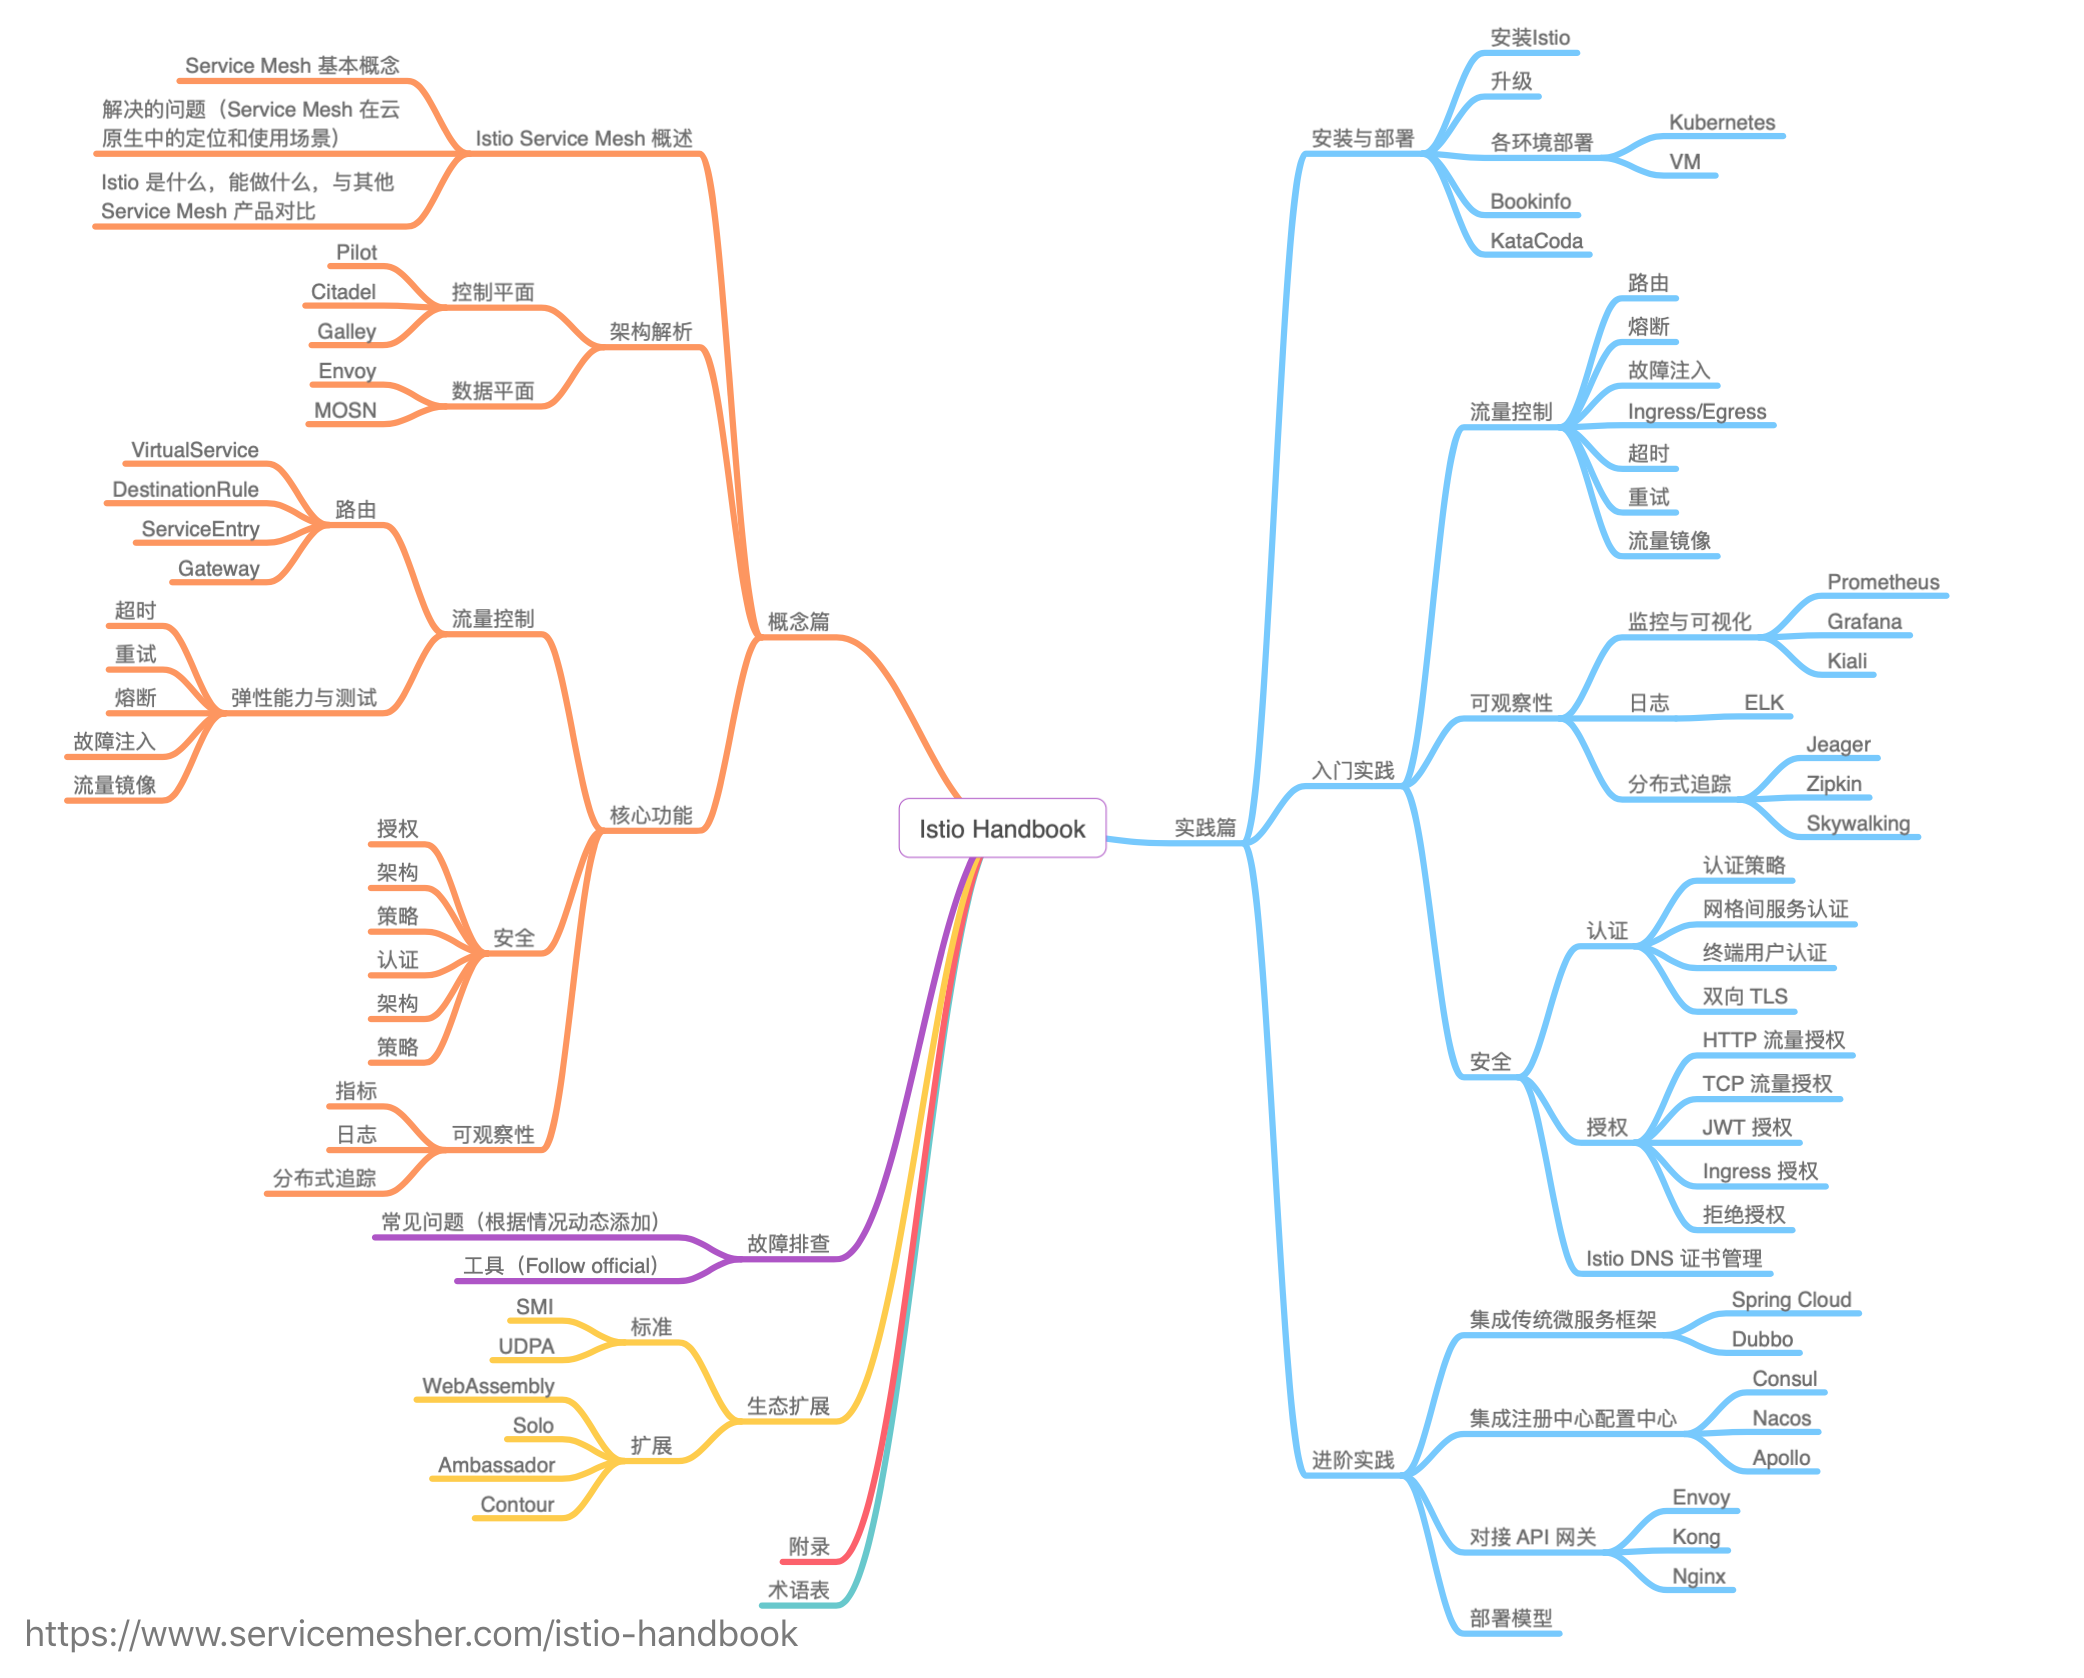 Service Mesh 基本概念
解决的问题（Service Mesh 在云
原生中的定位和使用场景）
Istio 是什么，能做什么，与其他
Service Mesh 产品对比
Istio Service Mesh 概述
Pilot
Citadel
Galley
控制平面
Envoy
MOSN
数据平面
架构解析
VirtualService
DestinationRule
ServiceEntry
Gateway
路由
超时
重试
熔断
故障注入
流量镜像
弹性能力与测试
流量控制
授权
架构
策略
认证
架构
策略
安全
指标
日志
分布式追踪
可观察性
核心功能
概念篇
常见问题（根据情况动态添加）
工具（Follow official）
故障排查
SMI
UDPA
标准
WebAssembly
Solo
Ambassador
Contour
扩展
生态扩展
附录
术语表
Istio Handbook
实践篇
安装与部署
安装Istio
升级
各环境部署
Kubernetes
VM
Bookinfo
KataCoda
入门实践
流量控制
路由
熔断
故障注入
Ingress/Egress
超时
重试
流量镜像
可观察性
监控与可视化
Prometheus
Grafana
Kiali
日志
ELK
分布式追踪
Jeager
Zipkin
Skywalking
安全
认证
认证策略
网格间服务认证
终端用户认证
双向 TLS
授权
HTTP 流量授权
TCP 流量授权
JWT 授权
Ingress 授权
拒绝授权
Istio DNS 证书管理
进阶实践
集成传统微服务框架
Spring Cloud
Dubbo
集成注册中心配置中心
Consul
Nacos
Apollo
对接 API 网关
Envoy
Kong
Nginx
部署模型
https://www.servicemesher.com/istio-handbook